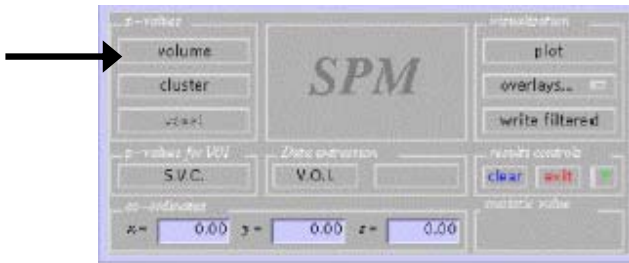 p-values
visualization
volume
cluster
SPM
plot
overlays...
write filtered
p-values for VOI
Data extraction
results controls
S.V.C.
V.O.I.
clear
exit
?
co-ordinates
x = 0.00 y = 0.00 z = 0.00
statistic value